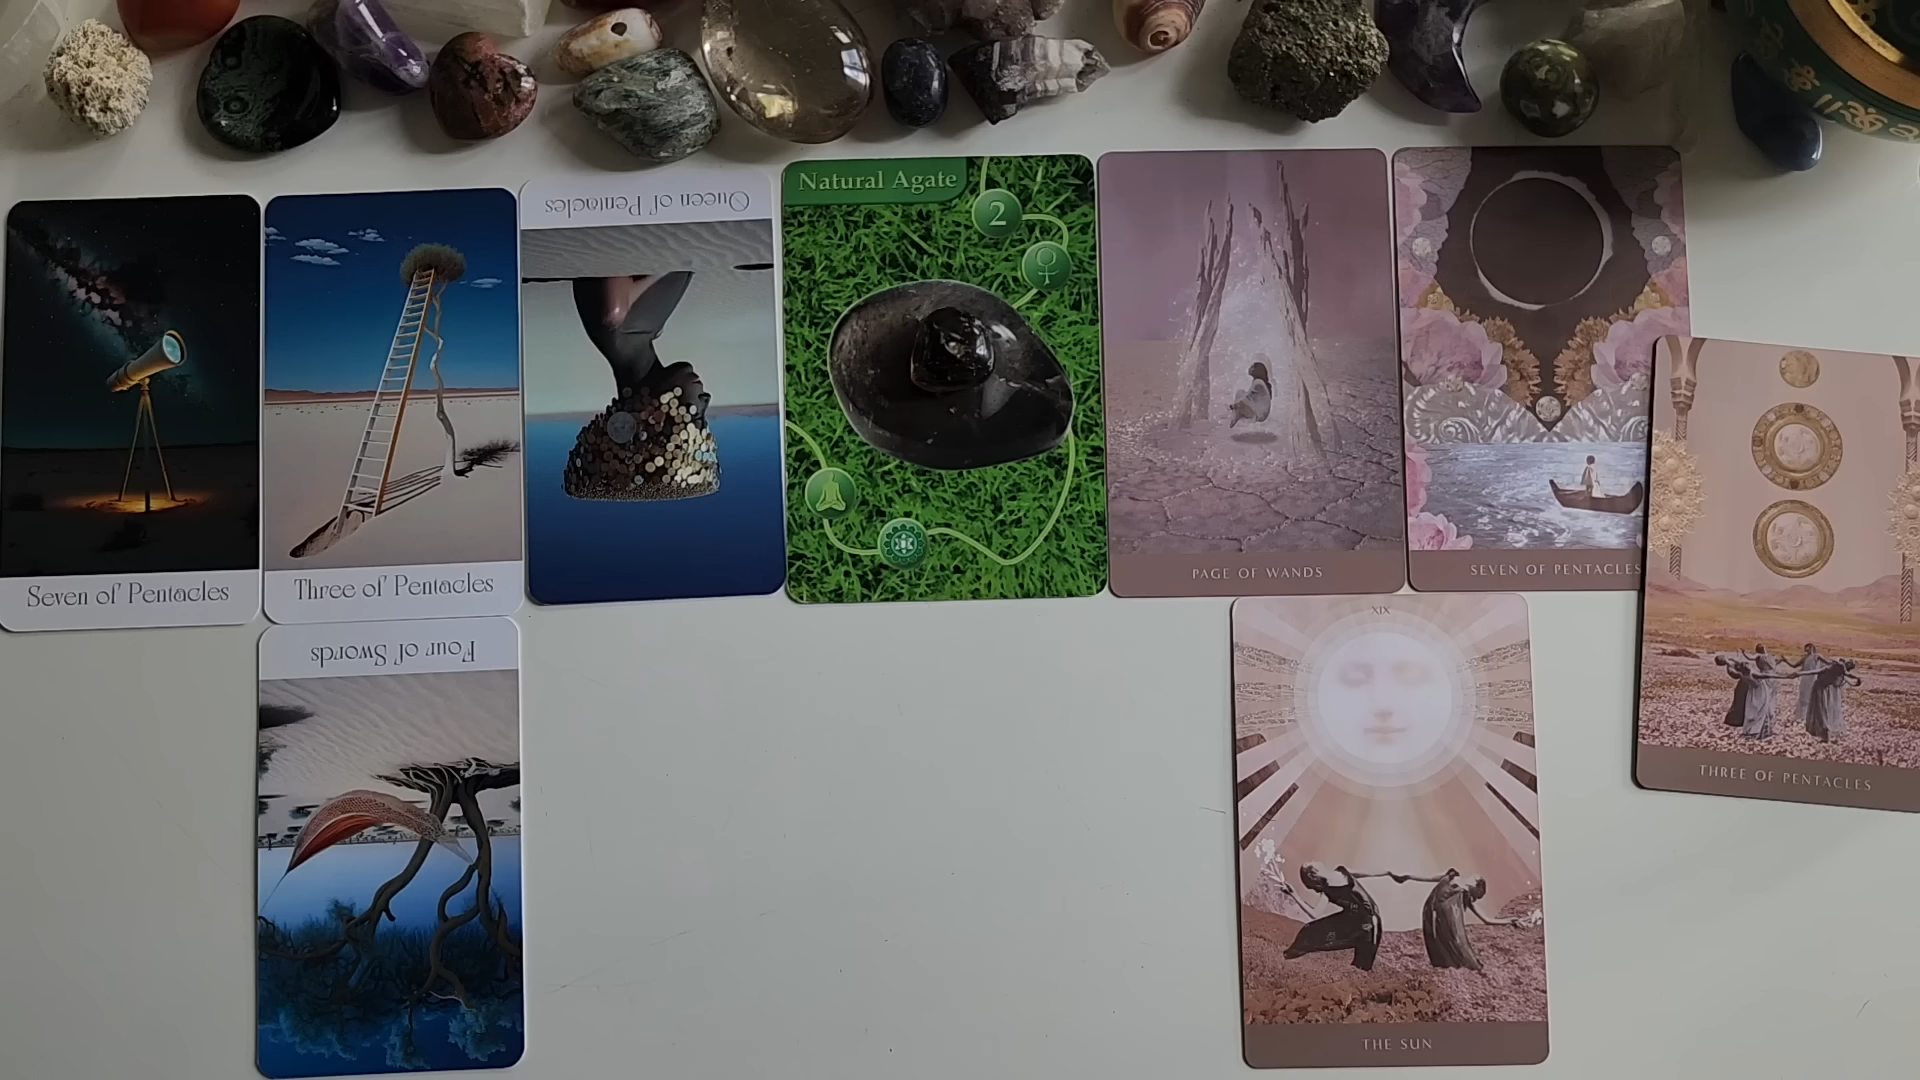 Queen of Pentacles
Natural Agate
2
Seven of Pentacles
Three of Pentacles
PAGE OF WANDS
SEVEN OF PENTACLES
Four of Swords
XIX
THREE OF PENTACLES
THE SUN